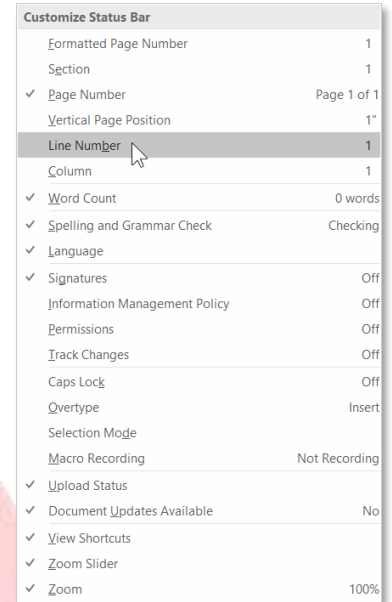 Customize Status Bar
Formatted Page Number 1
Section 1
Page Number Page 1 of 1
Vertical Page Position 1"
Line Number 1
Column 1
Word Count 0 words
Spelling and Grammar Check Checking
Language
Signatures Off
Information Management Policy Off
Permissions Off
Track Changes Off
Caps Lock Off
Overtype Insert
Selection Mode
Macro Recording Not Recording
Upload Status
Document Updates Available No
View Shortcuts
Zoom Slider
Zoom 100%